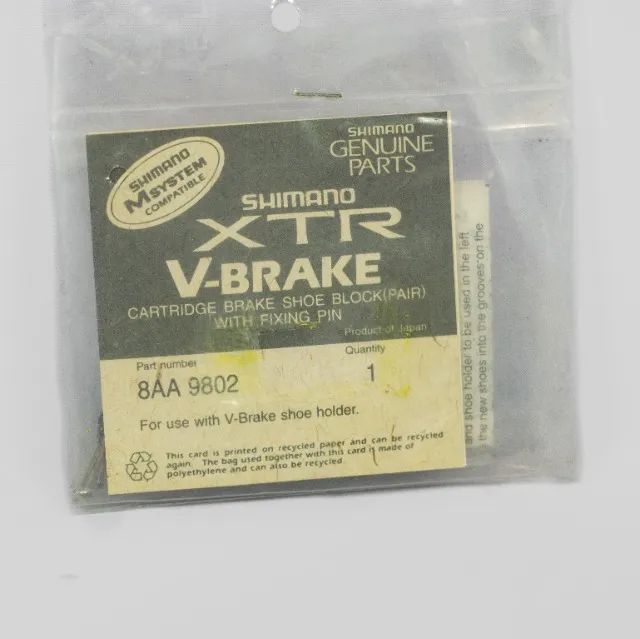 SHIMANO
M SYSTEM
COMPATIBLE
SHIMANO
GENUINE
PARTS
SHIMANO
XTR
V-BRAKE
CARTRIDGE BRAKE SHOE BLOCK(PAIR)
WITH FIXING PIN
Product of Japan
Part number
Quantity
8AA 9802
1
For use with V-Brake shoe holder.
This card is printed on recycled paper and can be recycled
again. The bag used together with this card is made of
polyethylene and can also be recycled.
and shoe holder to be used in the left
the new shoes into the grooves on the